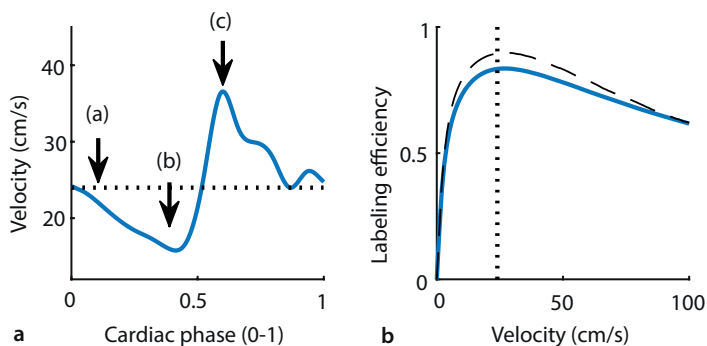 Velocity (cm/s)
40
30
20
(a)
(b)
(c)
0
0.5
1
a
Cardiac phase (0-1)
Labeling efficiency
1
0.5
0
0
50
100
b
Velocity (cm/s)